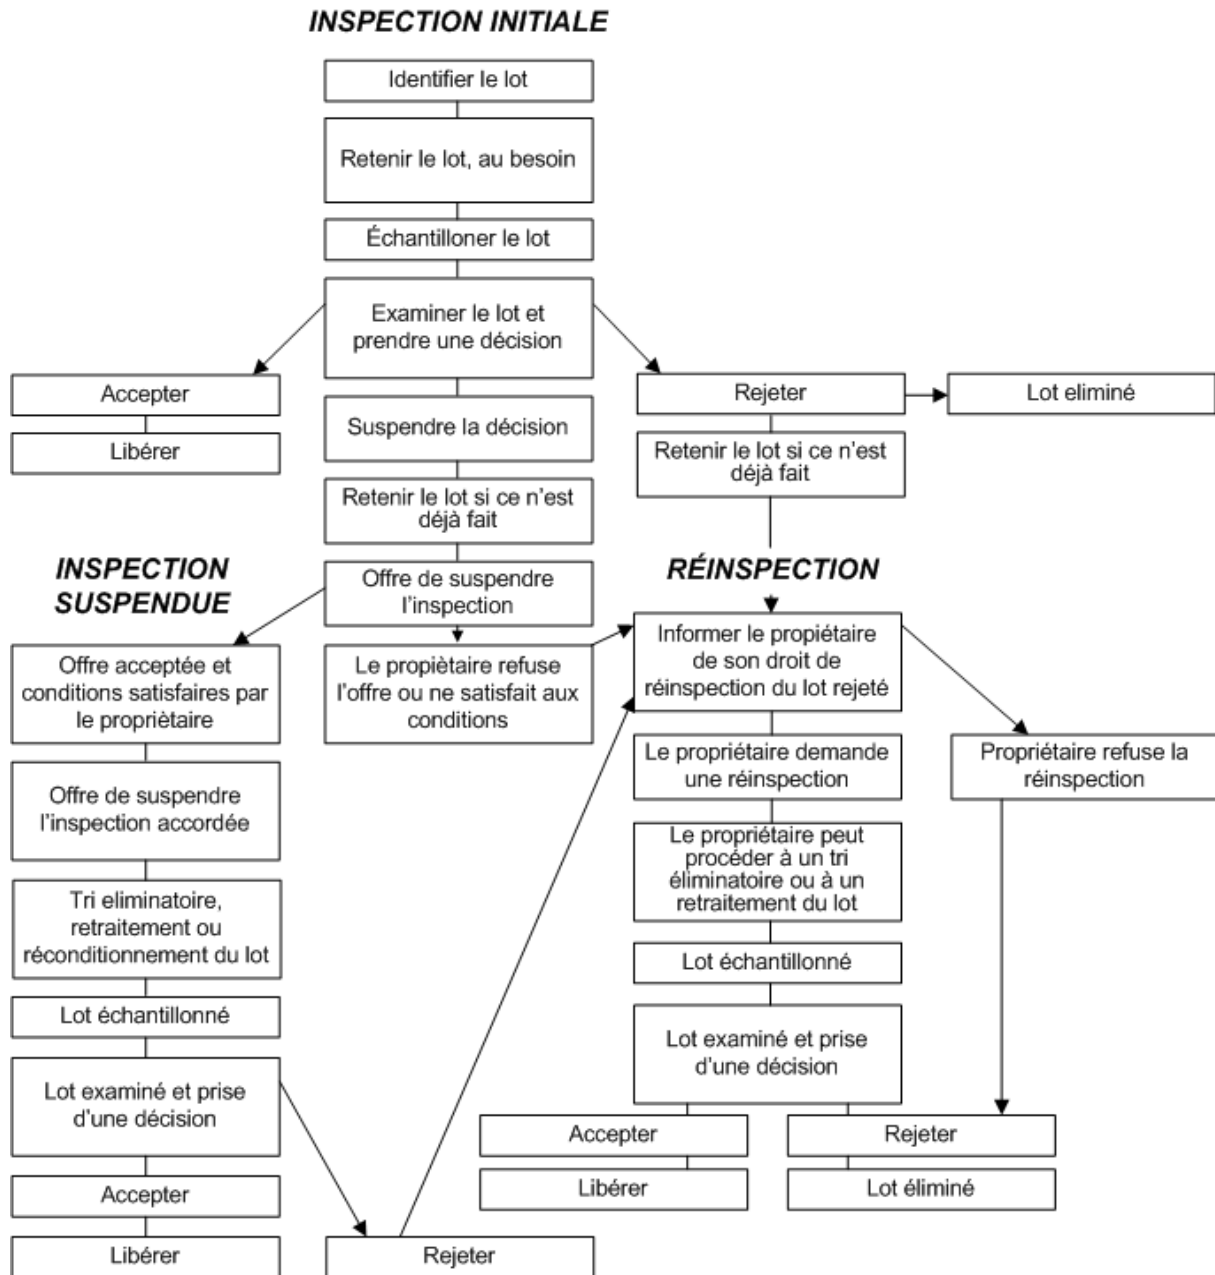 INSPECTION INITIALE
Identifier le lot
Retenir le lot, au besoin
Échantilloner le lot
Examiner le lot et
prendre une décision
Accepter
Libérer
Suspendre la décision
Retenir le lot si ce n'est
déjà fait
Rejeter
Lot eliminé
Retenir le lot si ce n'est
déjà fait
Offre de suspendre
l'inspection
INSPECTION
SUSPENDUE
Offre acceptée et
conditions satisfaires par
le propriètaire
Le propiètaire refuse
l'offre ou ne satisfait aux
conditions
Offre de suspendre
l'inspection accordée
Tri eliminatoire,
retraitement ou
réconditionnement du lot
Lot échantillonné
Lot examiné et prise
d'une décision
Accepter
Libérer
Rejeter
RÉINSPECTION
Informer le propiétaire
de son droit de
réinspection du lot rejeté
Le propriétaire demande
une réinspection
Propriétaire refuse la
réinspection
Le propriétaire peut
procéder à un tri
éliminatoire ou à un
retraitement du lot
Lot échantillonné
Lot examiné et prise
d'une décision
Accepter
Libérer
Rejeter
Lot éliminé